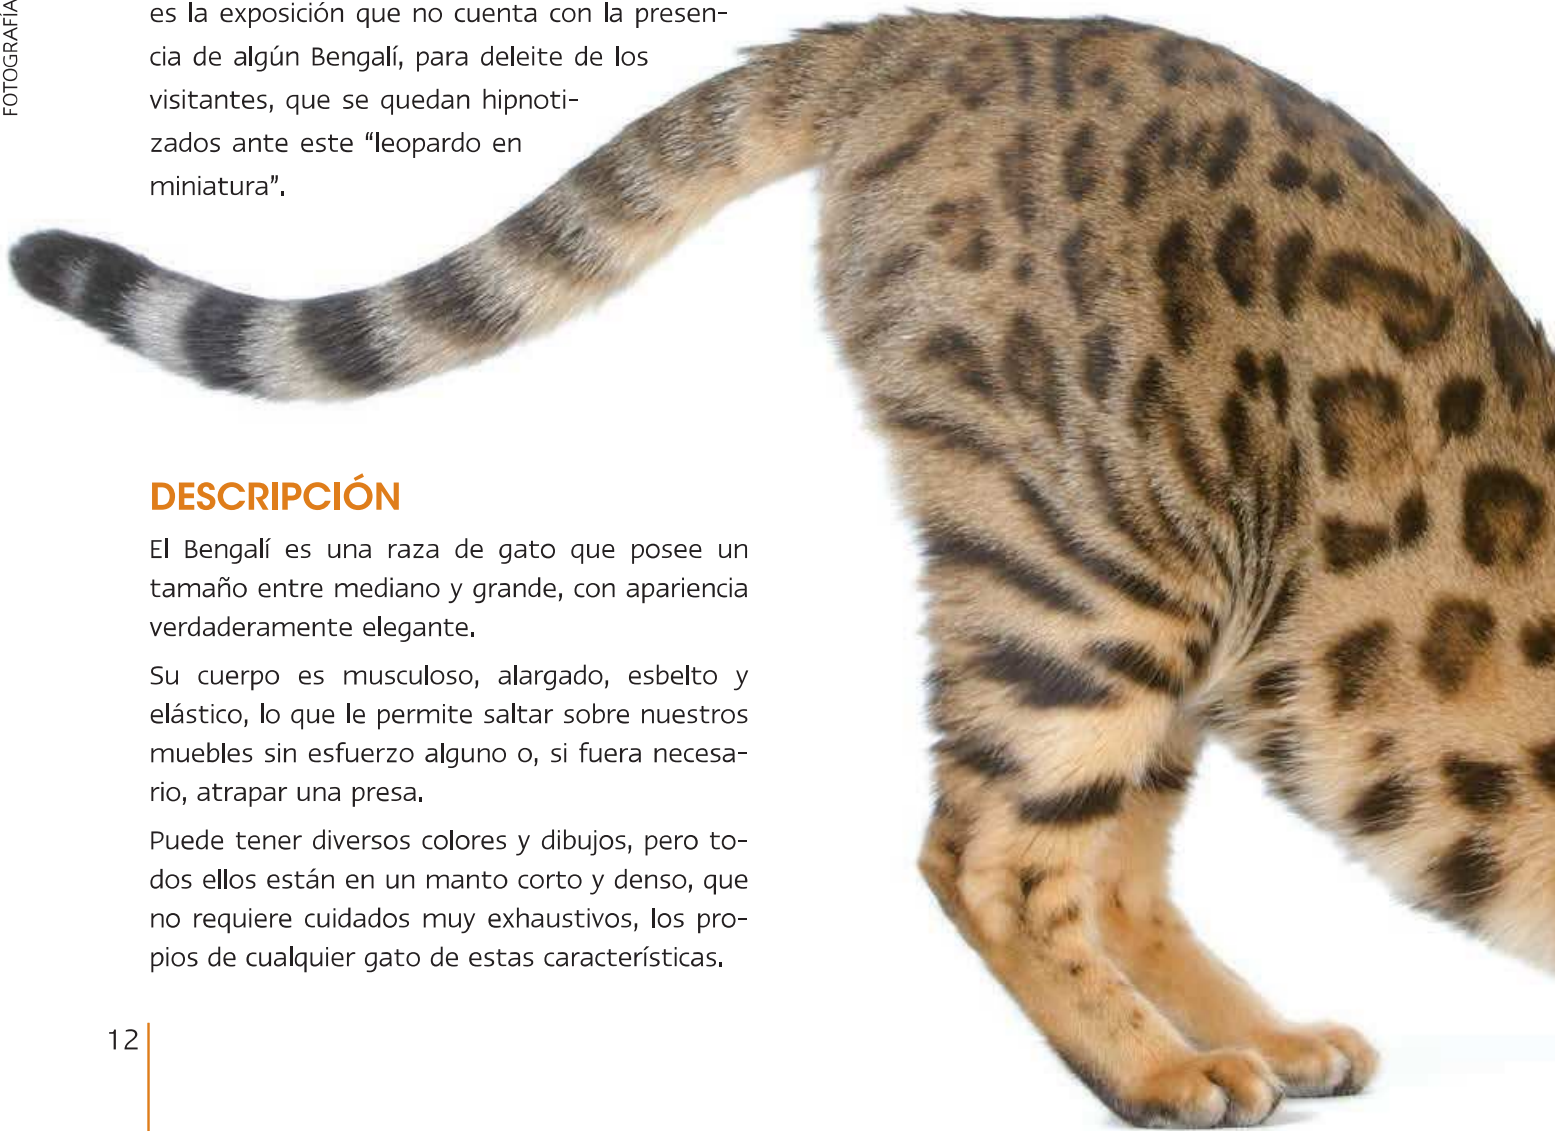 FOTOGRAFÍA
es la exposición que no cuenta con la presen-
cia de algún Bengalí, para deleite de los
visitantes, que se quedan hipnoti-
zados ante este “leopardo en
miniatura”.
DESCRIPCIÓN
El Bengalí es una raza de gato que posee un
tamaño entre mediano y grande, con apariencia
verdaderamente elegante.
Su cuerpo es musculoso, alargado, esbelto y
elástico, lo que le permite saltar sobre nuestros
muebles sin esfuerzo alguno o, si fuera necesa-
rio, atrapar una presa.
Puede tener diversos colores y dibujos, pero to-
dos ellos están en un manto corto y denso, que
no requiere cuidados muy exhaustivos, los pro-
pios de cualquier gato de estas características.
12